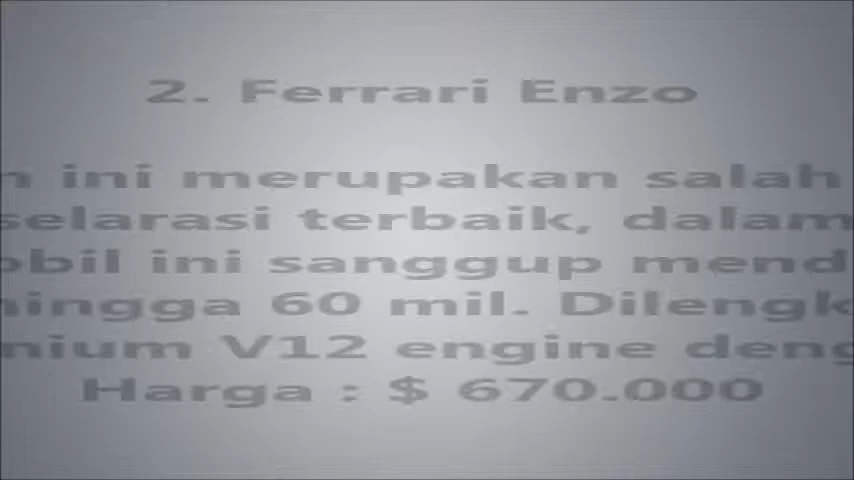 2. Ferrari Enzo
ini merupakan salah
selarasi terbaik, dalam
obil ini sanggup mend
hingga 60 mil. Dilengk
nium V12 engine deng
Harga : $ 670.000